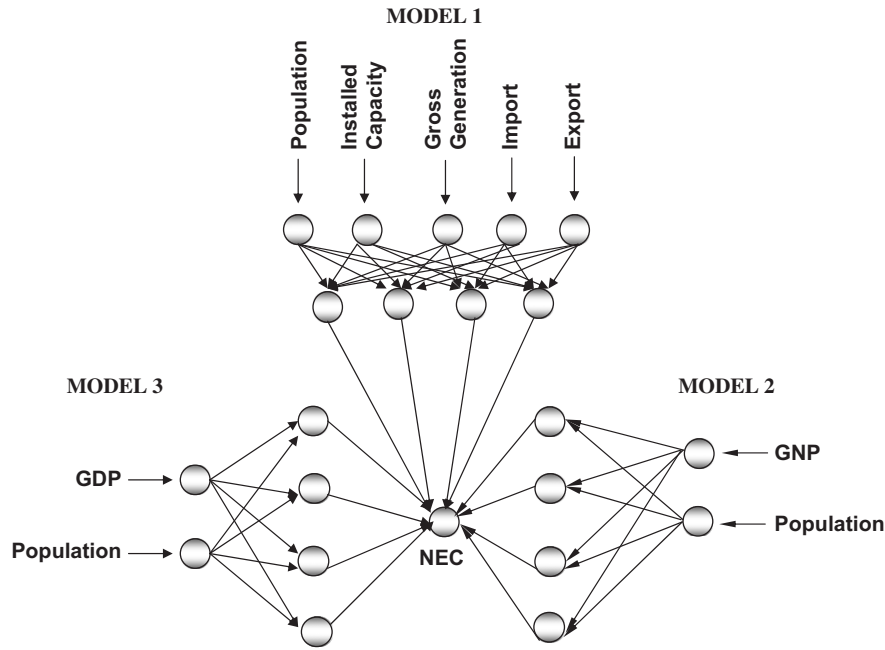 MODEL 1
Population
Installed
Capacity
Gross
Generation
Import
Export
MODEL 3
MODEL 2
GDP
Population
NEC
GNP
Population